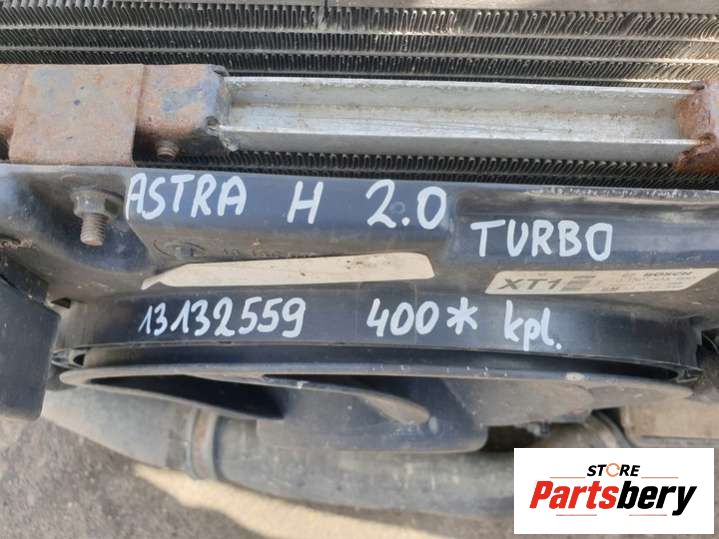 ASTRA H 2.0 TURBO
XT1
BOSCH
13132559 400* kpl.
STORE
Partsbery